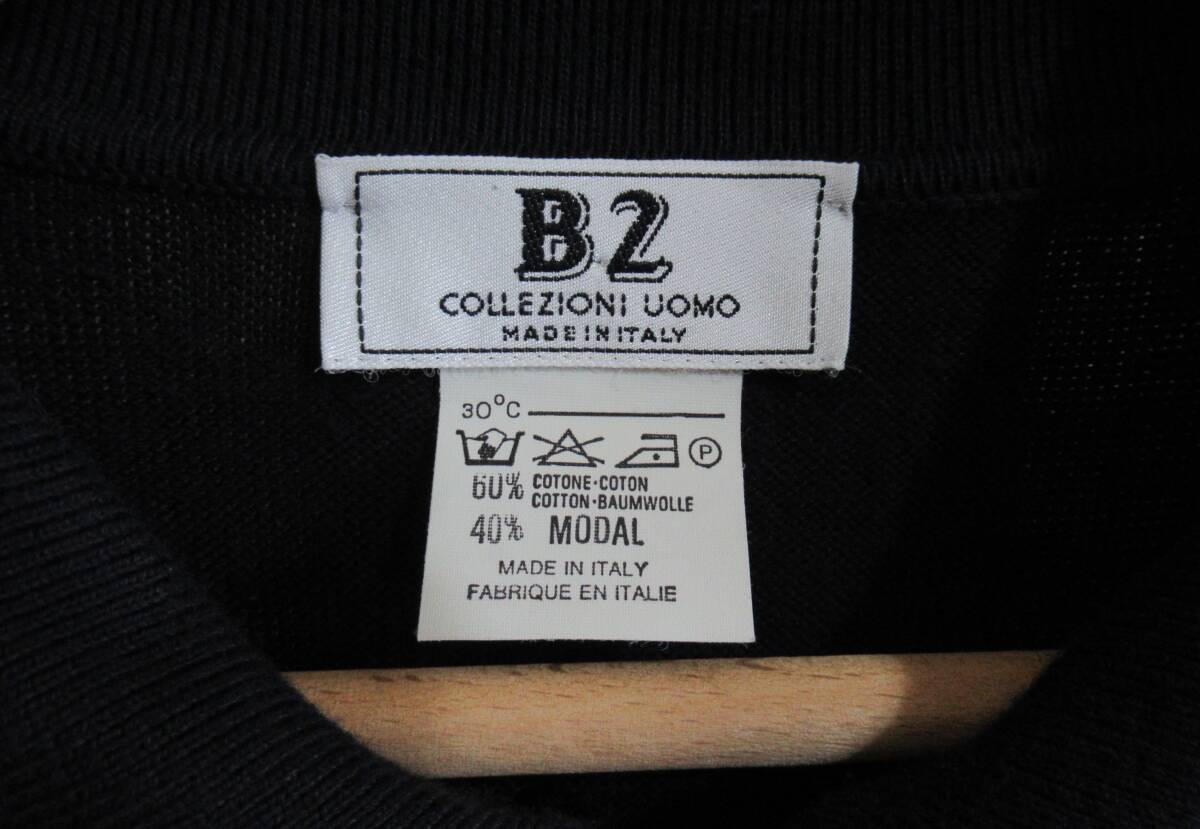 B2
COLLEZIONI UOMO
MADE IN ITALY
30°C
P
60% COTONE·COTON
COTTON·BAUMWOLLE
40% MODAL
MADE IN ITALY
FABRIQUE EN ITALIE